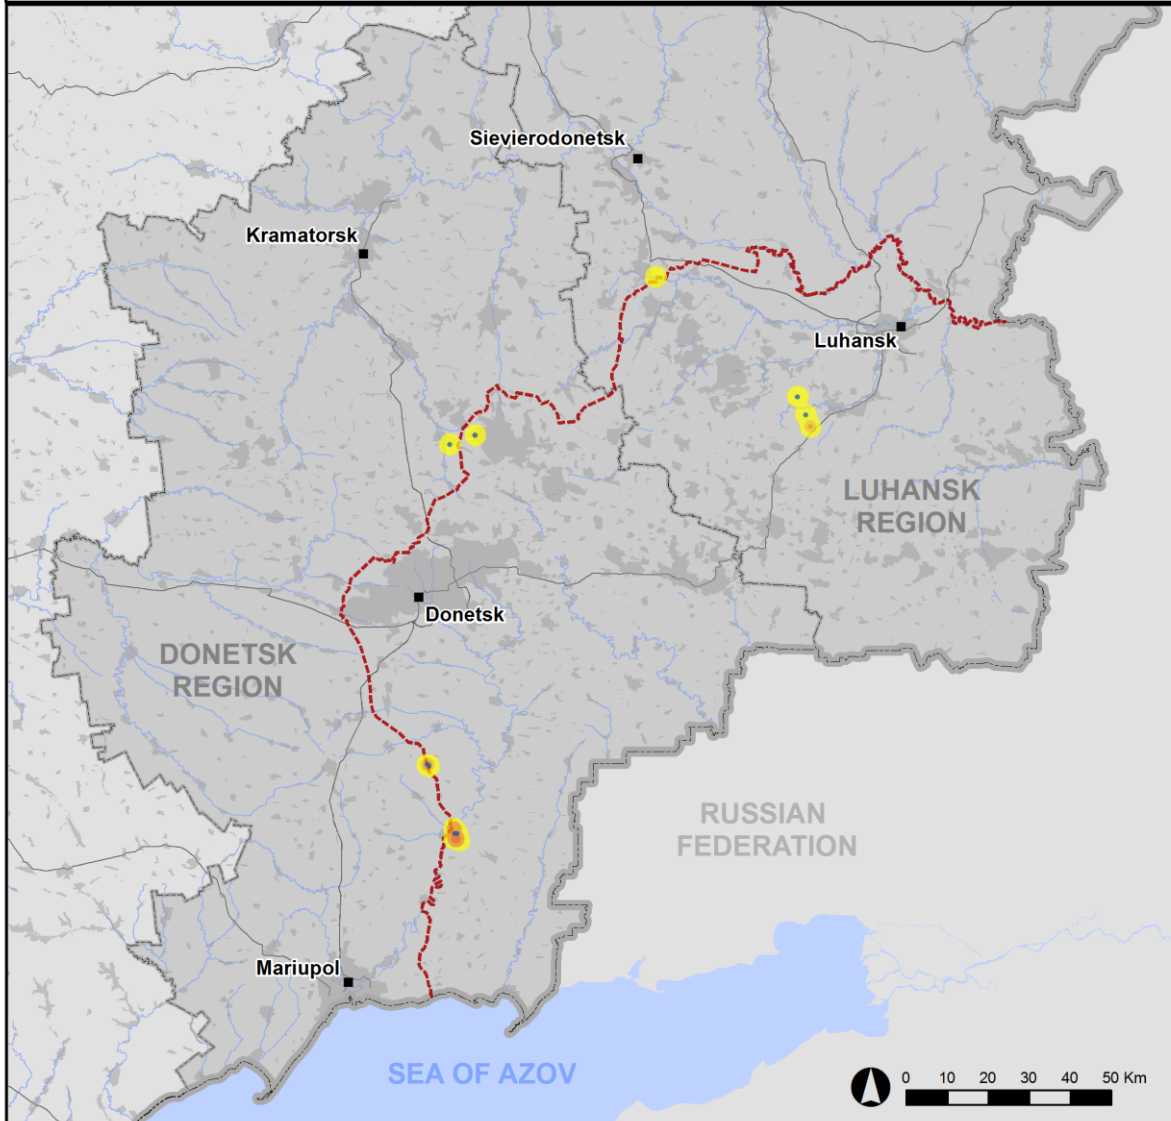 Sievierodonetsk
Kramatorsk
Luhansk
LUHANSK
REGION
Donetsk
DONETSK
REGION
RUSSIAN
FEDERATION
Mariupol
SEA OF AZOV
0 10 20 30 40 50 Km